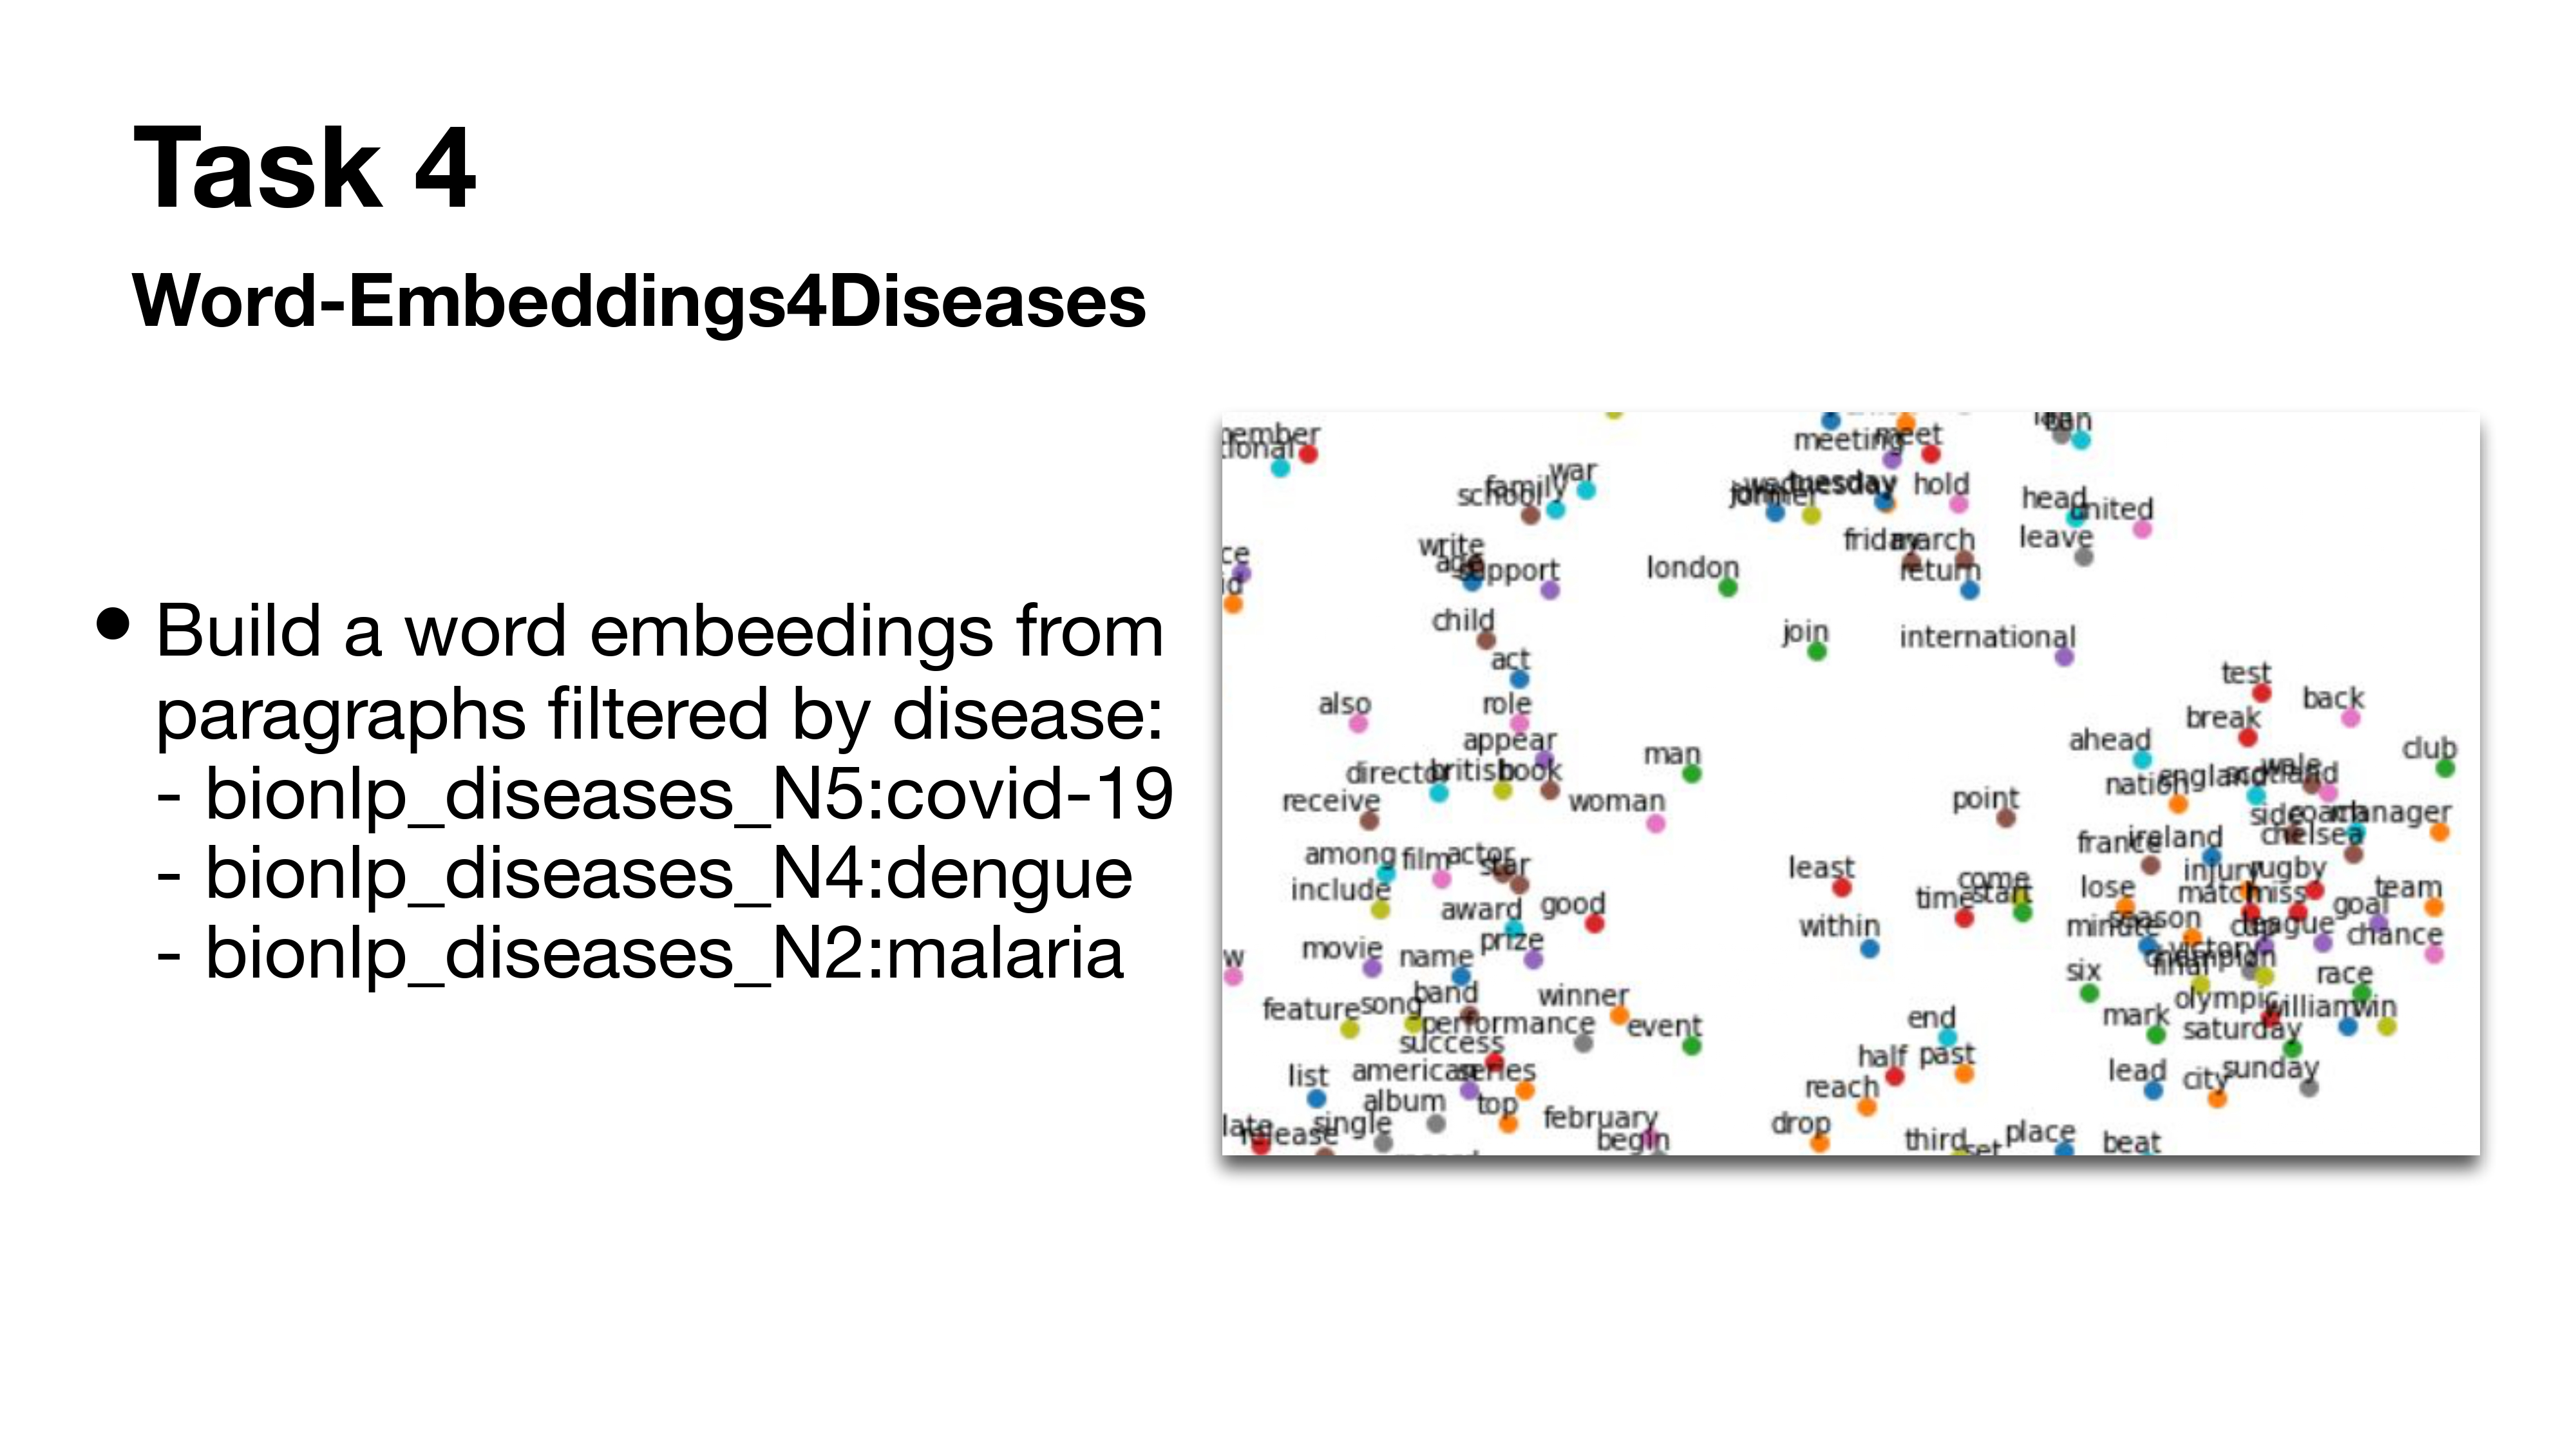 Task 4
Word-Embeddings4Diseases
• Build a word embeedings from
paragraphs filtered by disease:
- bionlp_diseases_N5:covid-19
- bionlp_diseases_N4:dengue
- bionlp_diseases_N2:malaria
meeting meet
war
family
school
tuesday
hold
head united
write
support
london
friday march
leave
return
child
join
international
act
test
also
role
back
break
appear
man
ahead
club
director british book
nation england scotland
receive
woman
point
side coach manager
ireland
chelsea
france
among film actor
star
least
injury rugby
include
come
time start
lose
match miss
team
award good
goal
within
season
minute
league
chance
movie name
prize
victory
champion
final
six
race
band
winner
feature song
olympic
william win
performance
event
end
mark
saturday
success
half past
list
american series
lead
city sunday
reach
album
top
february
drop
late
release
single
begin
third
set
place
beat